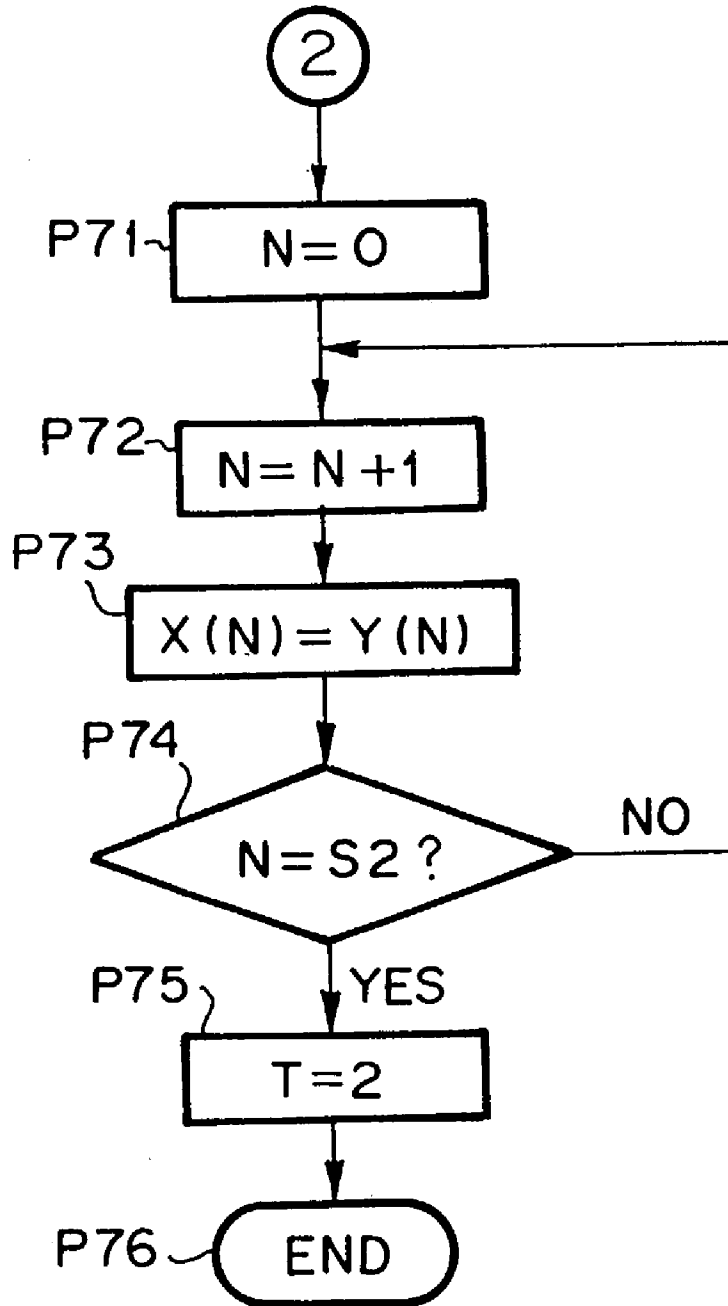 2
P71
N=0
P72
N=N+1
P73
X(N)=Y(N)
P74
N=S2?
NO
YES
P75
T=2
P76
END